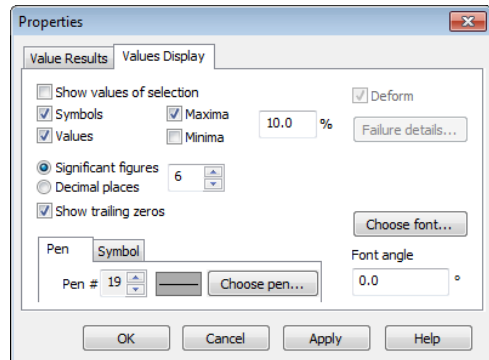 Properties
Value Results
Values Display
Show values of selection
Deform
Symbols
Maxima
10.0 %
Values
Minima
Failure details...
Significant figures
6
Decimal places
Show trailing zeros
Choose font...
Pen
Symbol
Font angle
Pen # 19
Choose pen...
0.0 °
OK
Cancel
Apply
Help